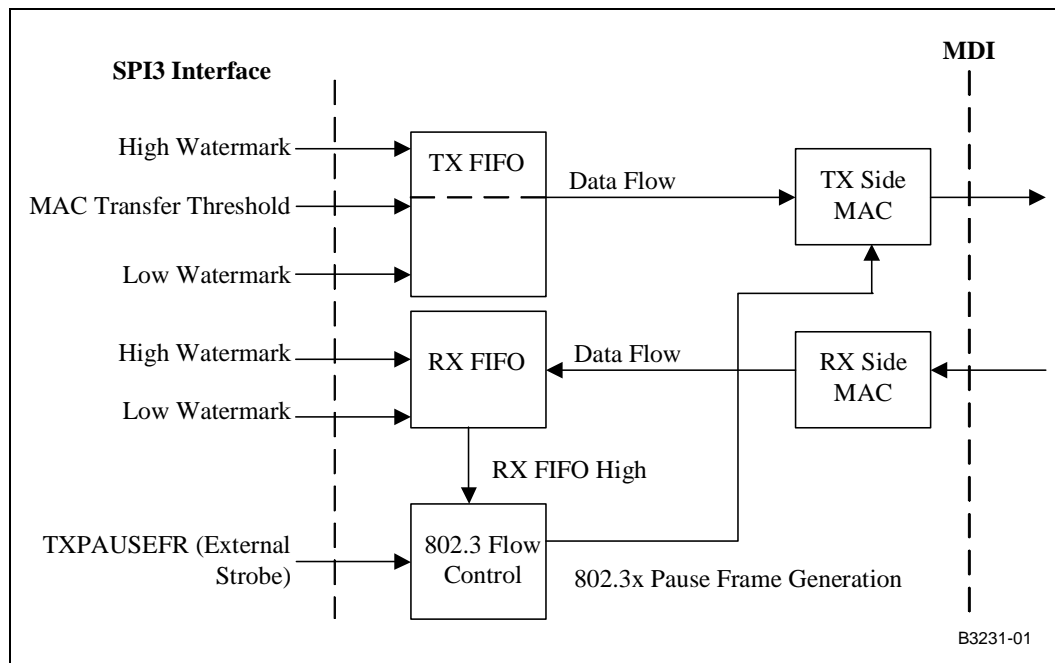 SPI3 Interface
MDI
High Watermark
TX FIFO
Data Flow
TX Side
MAC
MAC Transfer Threshold
Low Watermark
High Watermark
RX FIFO
Data Flow
RX Side
MAC
Low Watermark
RX FIFO High
TXPAUSEFR (External
Strobe)
802.3 Flow
Control
802.3x Pause Frame Generation
B3231-01